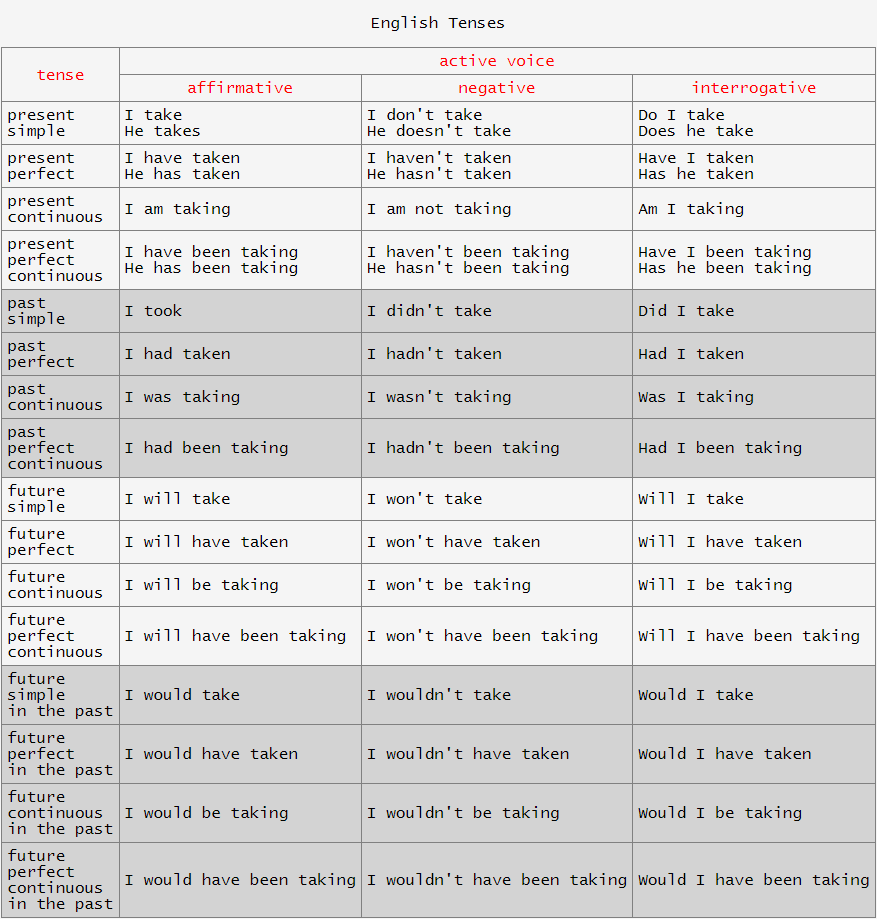 English Tenses
tense
active voice
affirmative
negative
interrogative
present
simple
I take
He takes
I don't take
He doesn't take
Do I take
Does he take
present
perfect
I have taken
He has taken
I haven't taken
He hasn't taken
Have I taken
Has he taken
present
continuous
I am taking
I am not taking
Am I taking
present
perfect
continuous
I have been taking
He has been taking
I haven't been taking
He hasn't been taking
Have I been taking
Has he been taking
past
simple
I took
I didn't take
Did I take
past
perfect
I had taken
I hadn't taken
Had I taken
past
continuous
I was taking
I wasn't taking
Was I taking
past
perfect
continuous
I had been taking
I hadn't been taking
Had I been taking
future
simple
I will take
I won't take
Will I take
future
perfect
I will have taken
I won't have taken
Will I have taken
future
continuous
I will be taking
I won't be taking
Will I be taking
future
perfect
continuous
I will have been taking
I won't have been taking
Will I have been taking
future
simple
in the past
I would take
I wouldn't take
Would I take
future
perfect
in the past
I would have taken
I wouldn't have taken
Would I have taken
future
continuous
in the past
I would be taking
I wouldn't be taking
Would I be taking
future
perfect
continuous
in the past
I would have been taking
I wouldn't have been taking
Would I have been taking